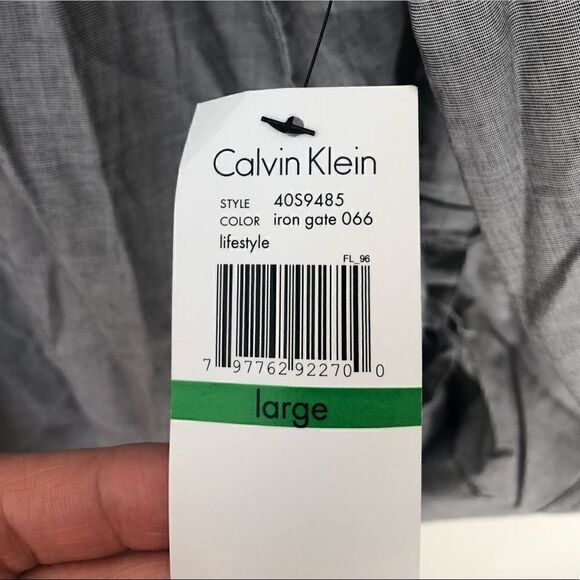 Calvin Klein
STYLE 40S9485
COLOR iron gate 066
lifestyle
FL_96
7 97762 92270 0
large